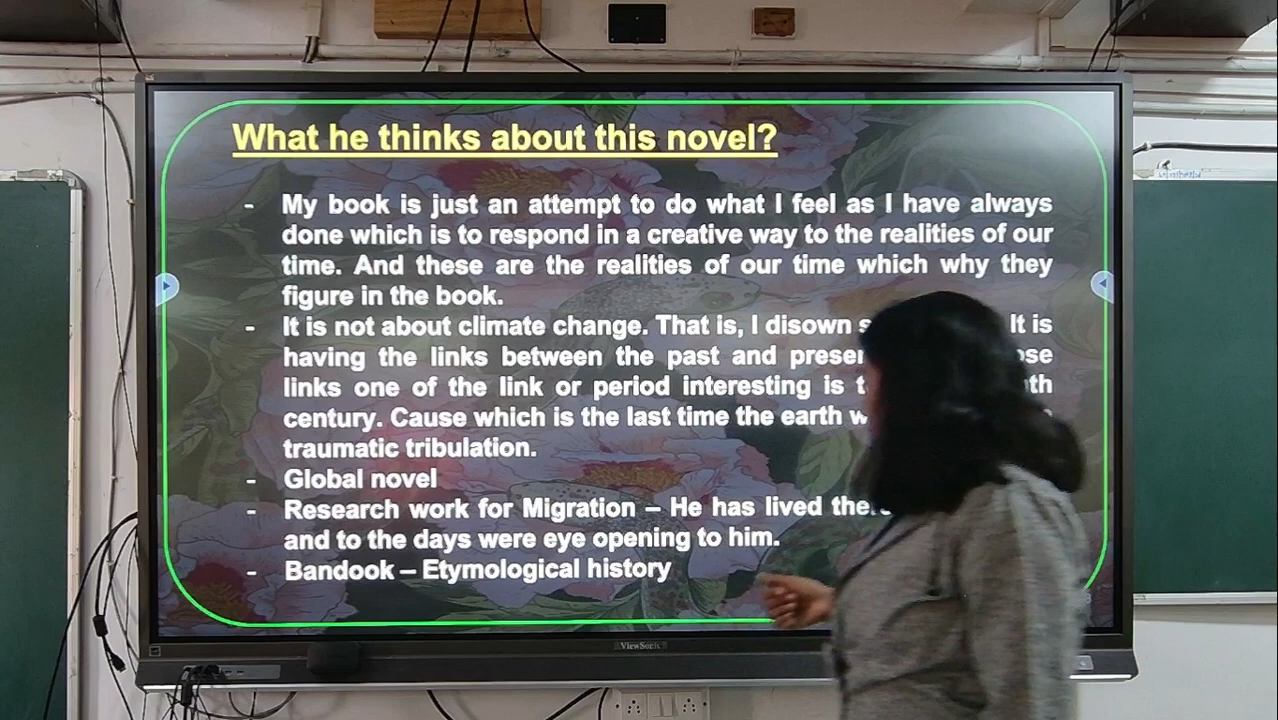 What he thinks about this novel?
- My book is just an attempt to do what I feel as I have always
done which is to respond in a creative way to the realities of our
time. And these are the realities of our time which why they
figure in the book.
- It is not about climate change. That is, I disown It is
having the links between the past and
links one of the link or period interesting is
century. Cause which is the last time the earth
traumatic tribulation.
- Global novel
- Research work for Migration – He has lived
and to the days were eye opening to him.
- Bandook – Etymological history
ViewSonic